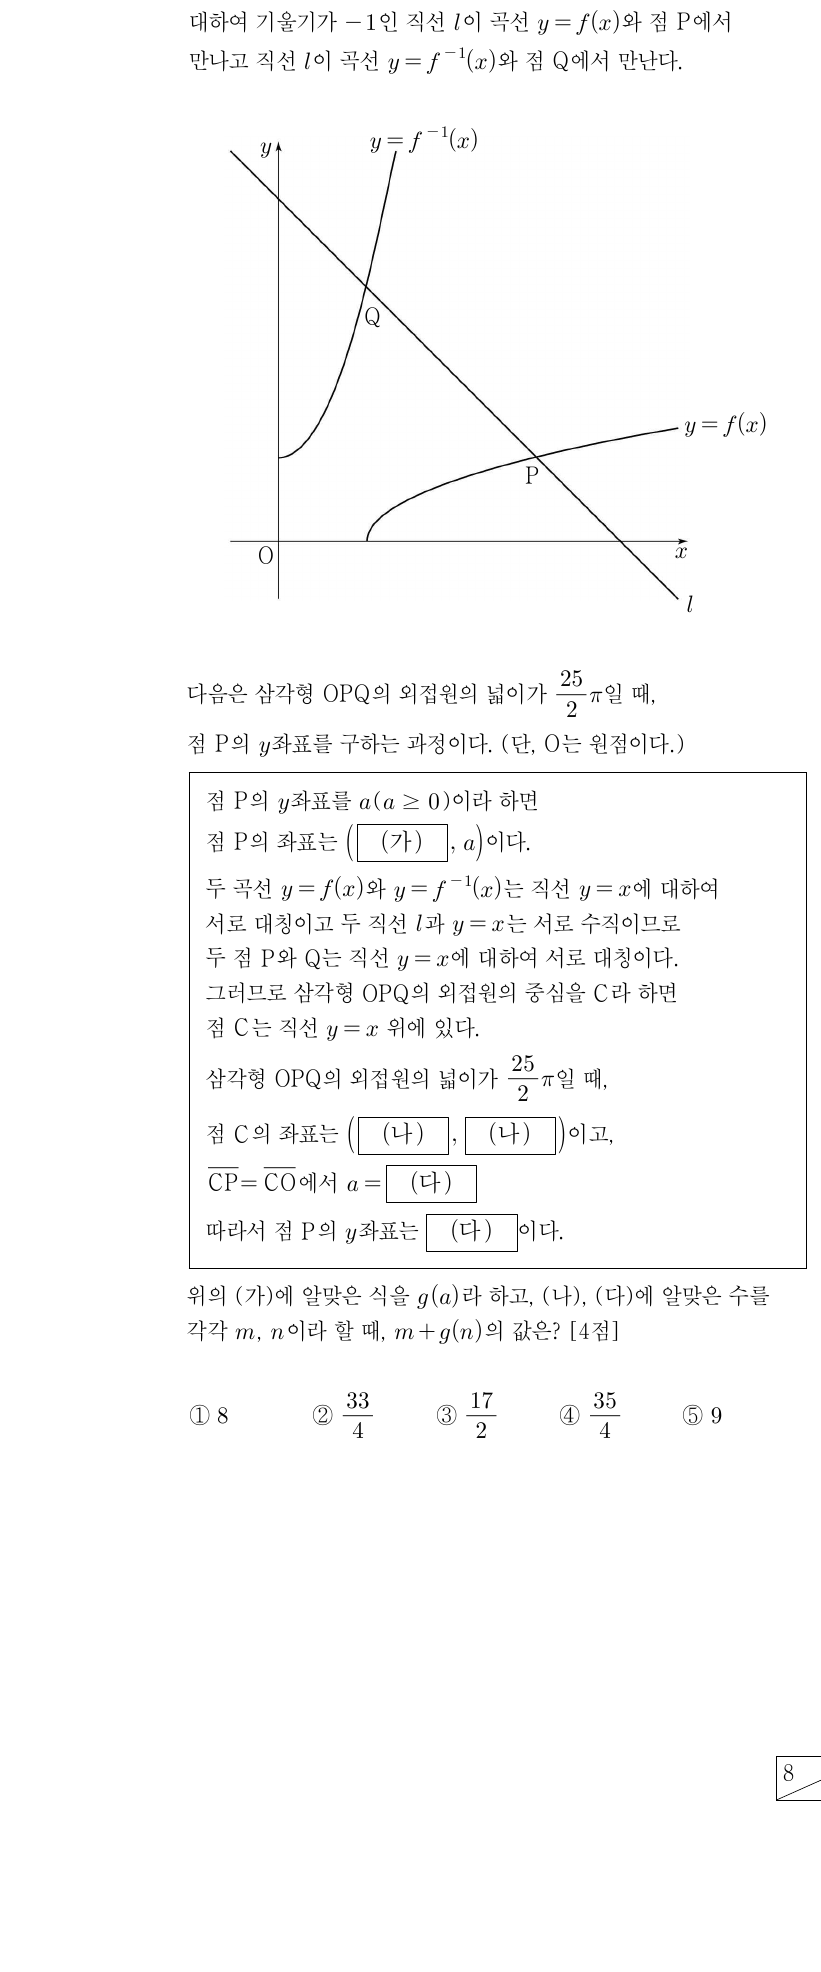 대하여 기울기가 −1인 직선 l이 곡선 y=f(x)와 점 P에서
만나고 직선 l이 곡선 y=f⁻¹(x)와 점 Q에서 만난다.
y
y=f⁻¹(x)
Q
y=f(x)
P
O
x
l
다음은 삼각형 OPQ의 외접원의 넓이가 25/2 π일 때,
점 P의 y좌표를 구하는 과정이다. (단, O는 원점이다.)
점 P의 y좌표를 a(a ≥ 0)이라 하면
점 P의 좌표는 ( (가) , a)이다.
두 곡선 y=f(x)와 y=f⁻¹(x)는 직선 y=x에 대하여
서로 대칭이고 두 직선 l과 y=x는 서로 수직이므로
두 점 P와 Q는 직선 y=x에 대하여 서로 대칭이다.
그러므로 삼각형 OPQ의 외접원의 중심을 C라 하면
점 C는 직선 y=x 위에 있다.
삼각형 OPQ의 외접원의 넓이가 25/2 π일 때,
점 C의 좌표는 ( (나) , (나) )이고,
C̅P̅=C̅O̅에서 a= (다)
따라서 점 P의 y좌표는 (다) 이다.
위의 (가)에 알맞은 식을 g(a)라 하고, (나), (다)에 알맞은 수를
각각 m, n이라 할 때, m+g(n)의 값은? [4점]
① 8 ② 33/4 ③ 17/2 ④ 35/4 ⑤ 9
8